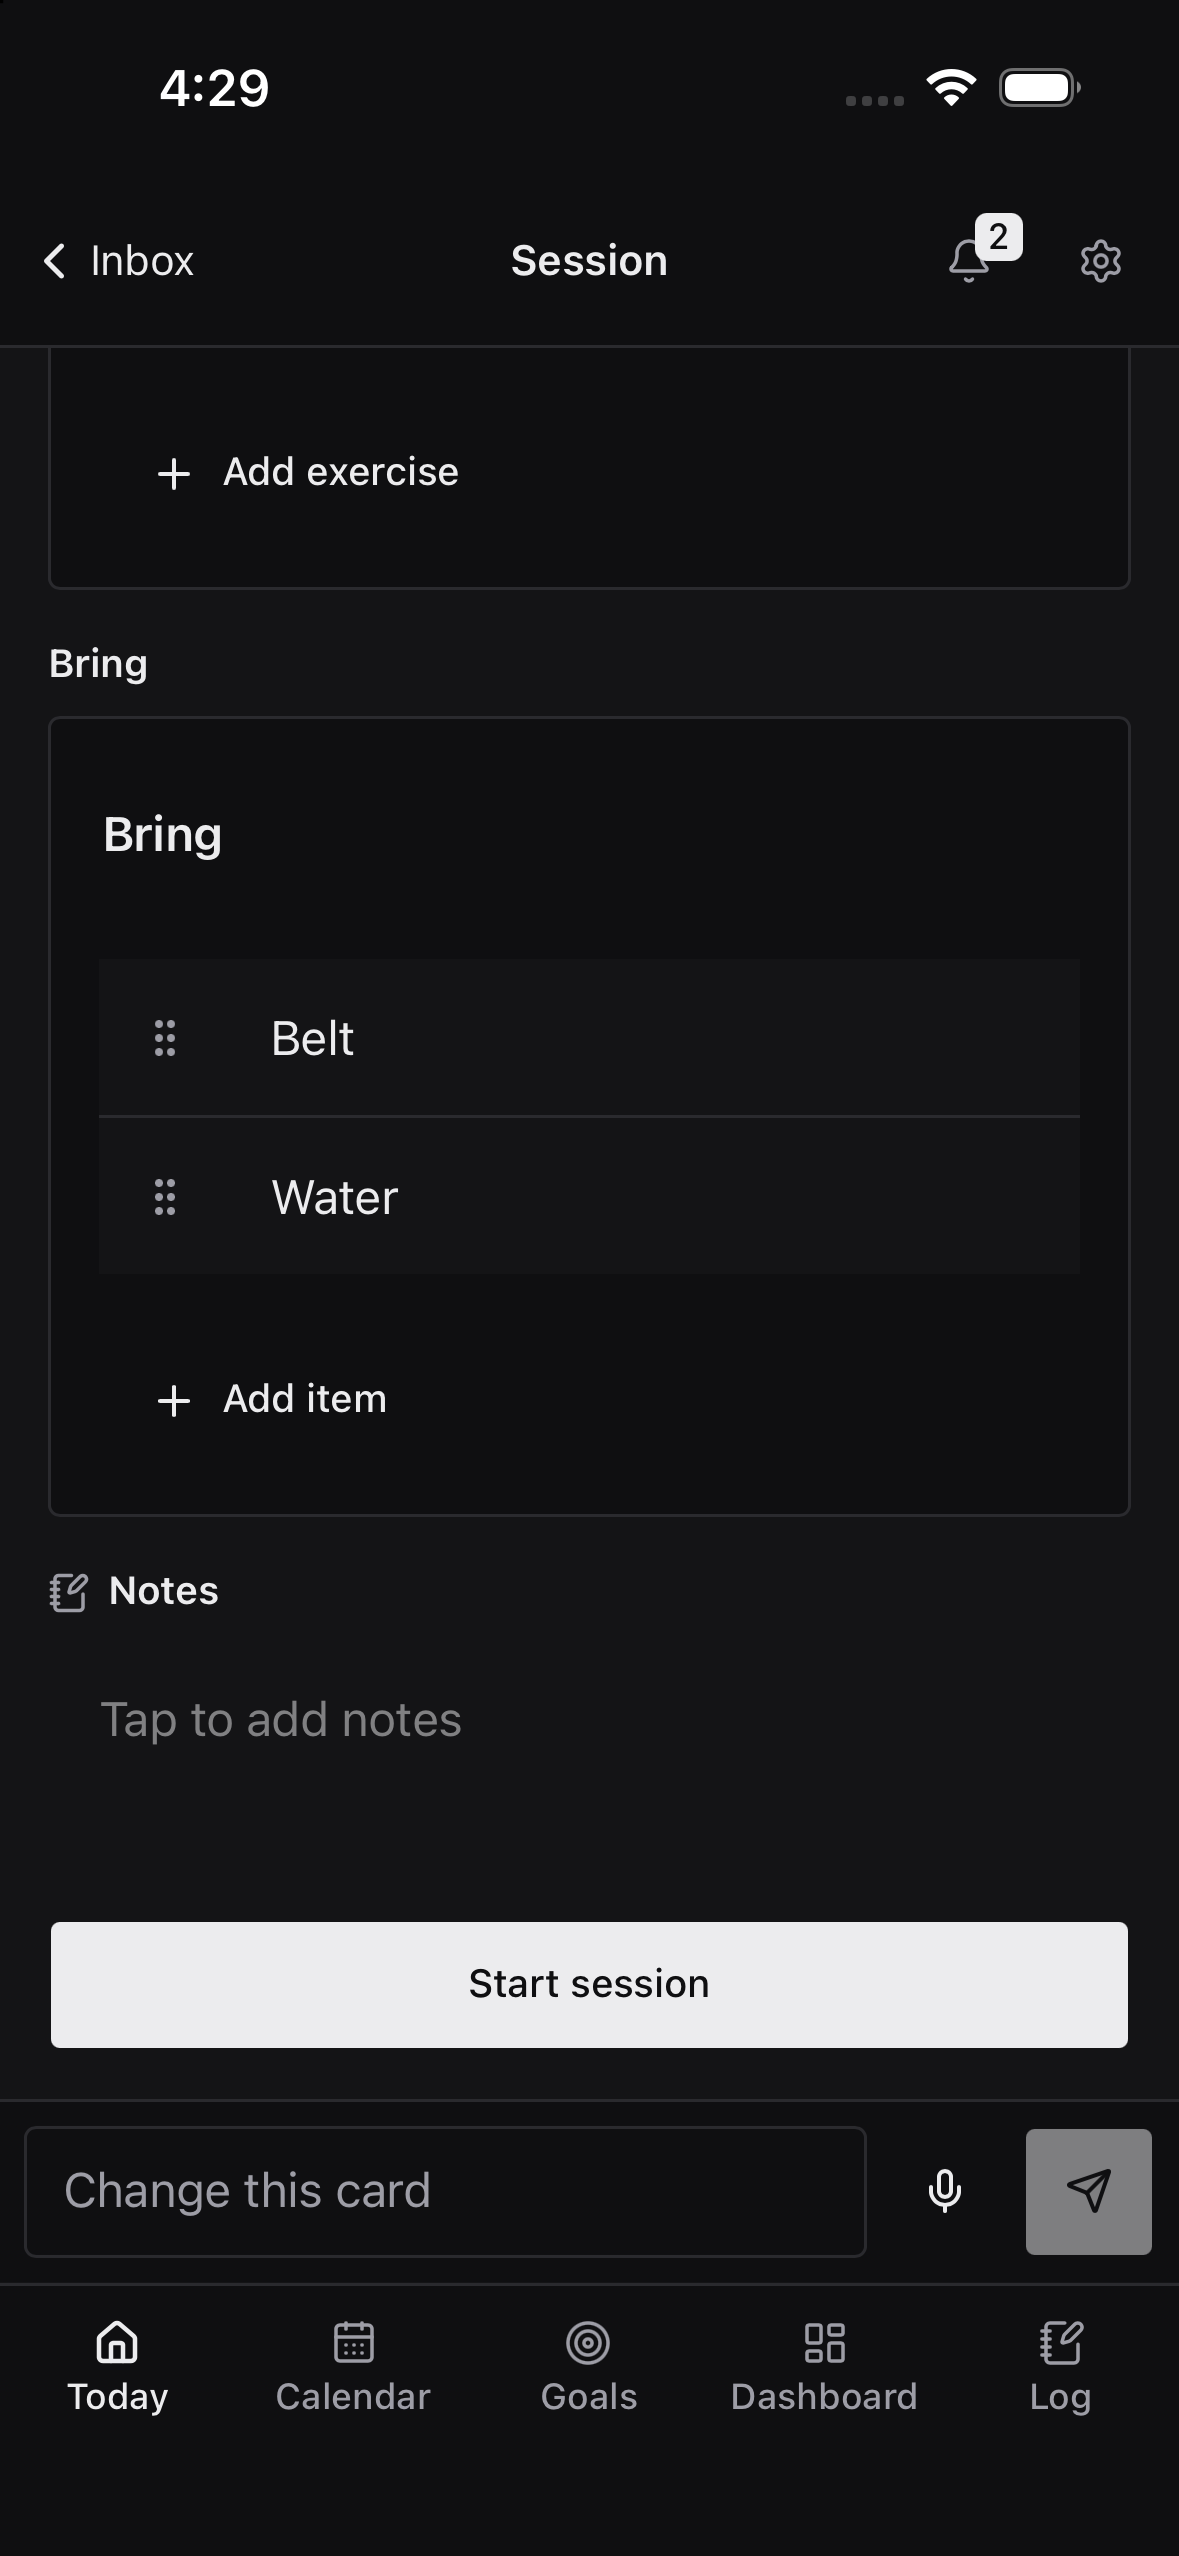 4:29
Inbox
Session
2
Add exercise
Bring
Bring
Belt
Water
Add item
Notes
Tap to add notes
Start session
Change this card
Today
Calendar
Goals
Dashboard
Log